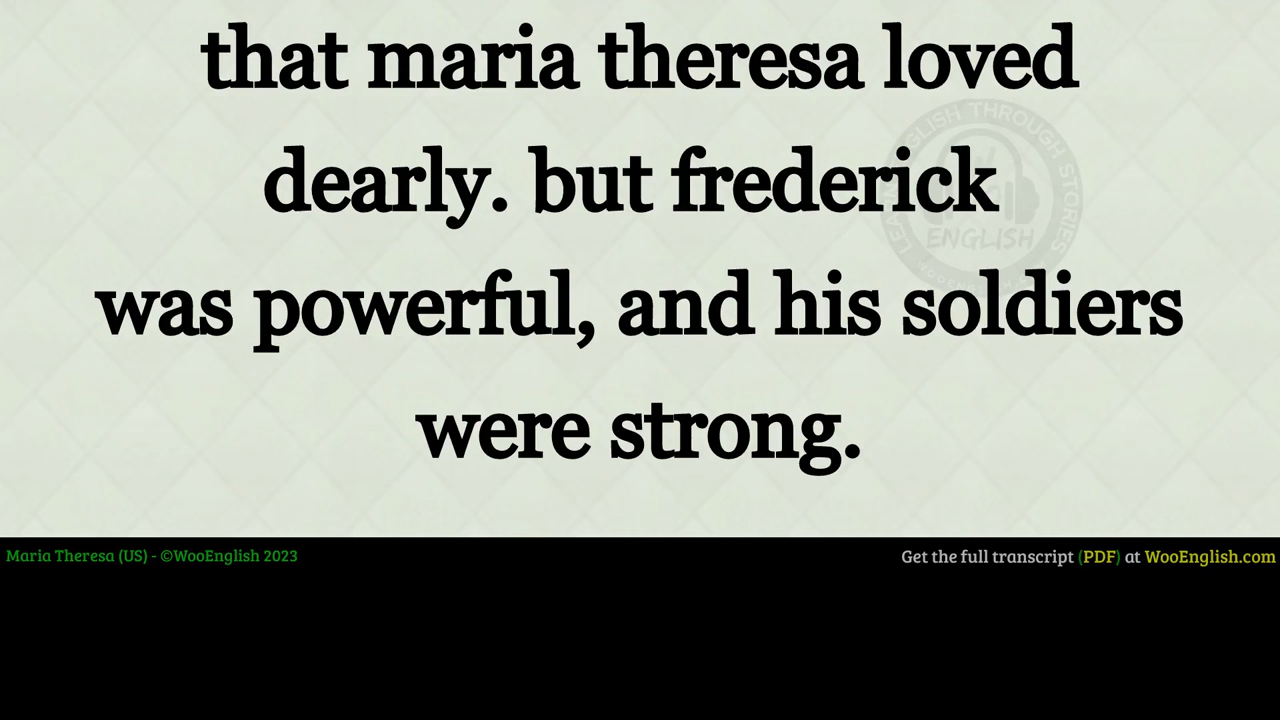 that maria theresa loved
dearly. but frederick
was powerful, and his soldiers
were strong.
ENGLISH
Maria Theresa (US) - ©WooEnglish 2023
Get the full transcript (PDF) at WooEnglish.com